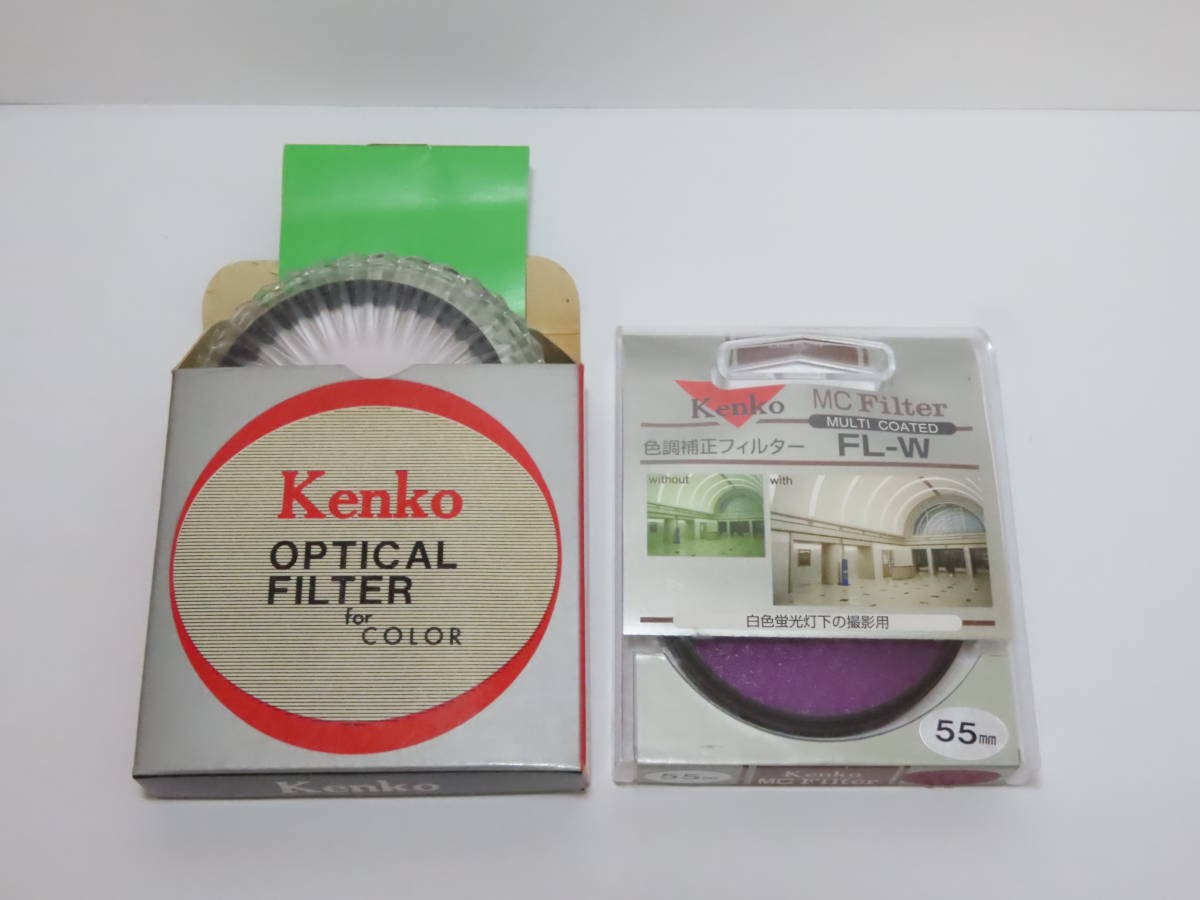 Kenko
OPTICAL
FILTER
for
COLOR
Kenko
Kenko
MC Filter
MULTI COATED
色調補正フィルター
FL-W
without
with
白色蛍光灯下の撮影用
55mm
55mm
Kenko
MC Filter